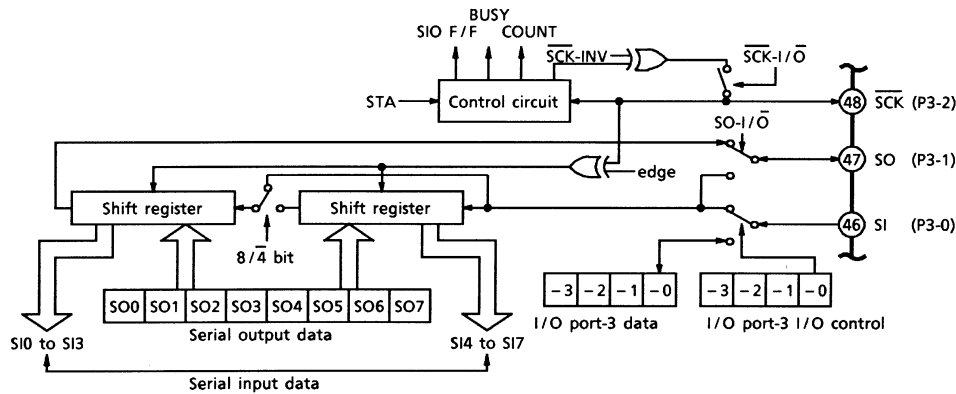 BUSY
SIO F/F COUNT
S̅C̅K̅-INV
S̅C̅K̅-I/O̅
STA
Control circuit
48 S̅C̅K̅ (P3-2)
SO-I/O̅
47 SO (P3-1)
edge
Shift register
Shift register
46 SI (P3-0)
8/4̅ bit
-3 -2 -1 -0
-3 -2 -1 -0
SO0 SO1 SO2 SO3 SO4 SO5 SO6 SO7
I/O port-3 data
I/O port-3 I/O control
Serial output data
SI0 to SI3
SI4 to SI7
Serial input data